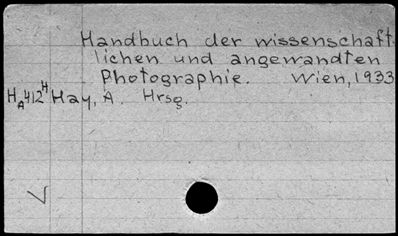 Handbuch der wissenschaft-
lichen und angewandten
Photographie. Wien, 1933
HA412H Hay, A. Hrsg.